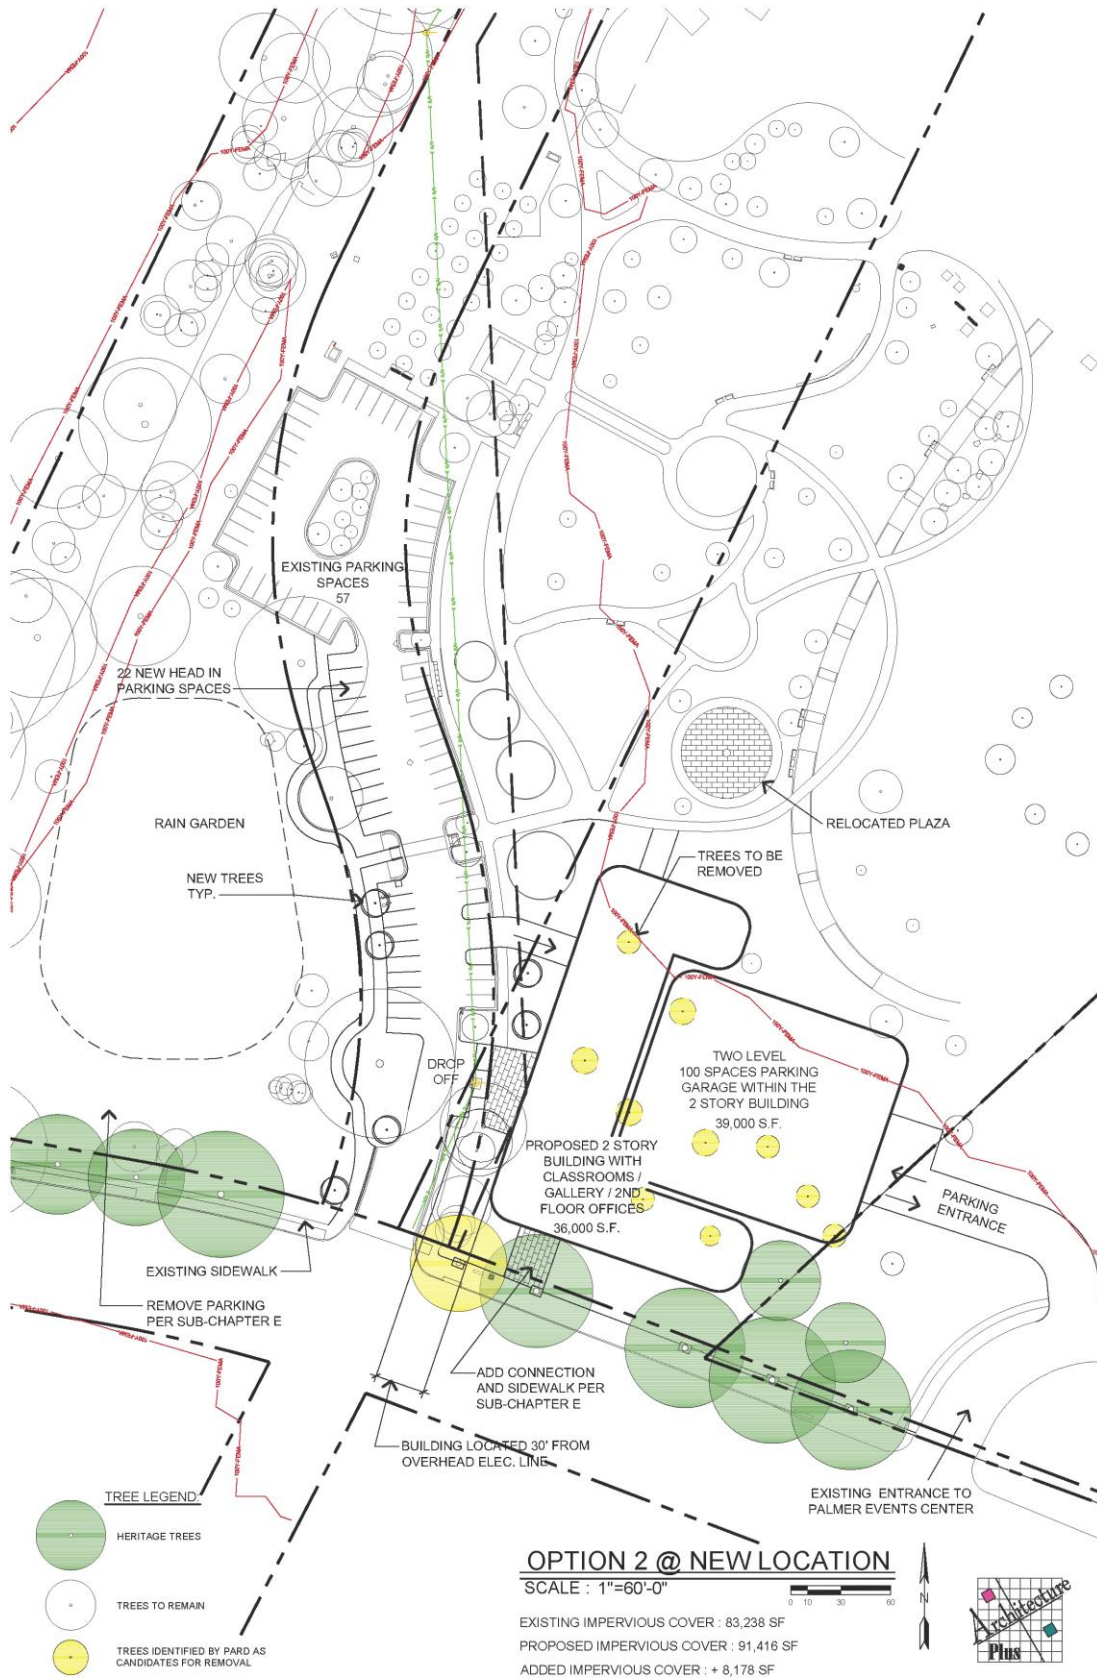 100Y-FEMA
EXISTING PARKING
SPACES
57
22 NEW HEAD IN
PARKING SPACES
RAIN GARDEN
NEW TREES
TYP.
RELOCATED PLAZA
TREES TO BE
REMOVED
DROP
OFF
TWO LEVEL
100 SPACES PARKING
GARAGE WITHIN THE
2 STORY BUILDING
39,000 S.F.
PROPOSED 2 STORY
BUILDING WITH
CLASSROOMS /
GALLERY / 2ND
FLOOR OFFICES
36,000 S.F.
PARKING
ENTRANCE
EXISTING SIDEWALK
REMOVE PARKING
PER SUB-CHAPTER E
ADD CONNECTION
AND SIDEWALK PER
SUB-CHAPTER E
BUILDING LOCATED 30' FROM
OVERHEAD ELEC. LINE
EXISTING ENTRANCE TO
PALMER EVENTS CENTER
TREE LEGEND:
HERITAGE TREES
TREES TO REMAIN
TREES IDENTIFIED BY PARD AS
CANDIDATES FOR REMOVAL
OPTION 2 @ NEW LOCATION
SCALE : 1"=60'-0"
0 10 30 60
N
EXISTING IMPERVIOUS COVER : 83,238 SF
PROPOSED IMPERVIOUS COVER : 91,416 SF
ADDED IMPERVIOUS COVER : + 8,178 SF
Architecture
Plus